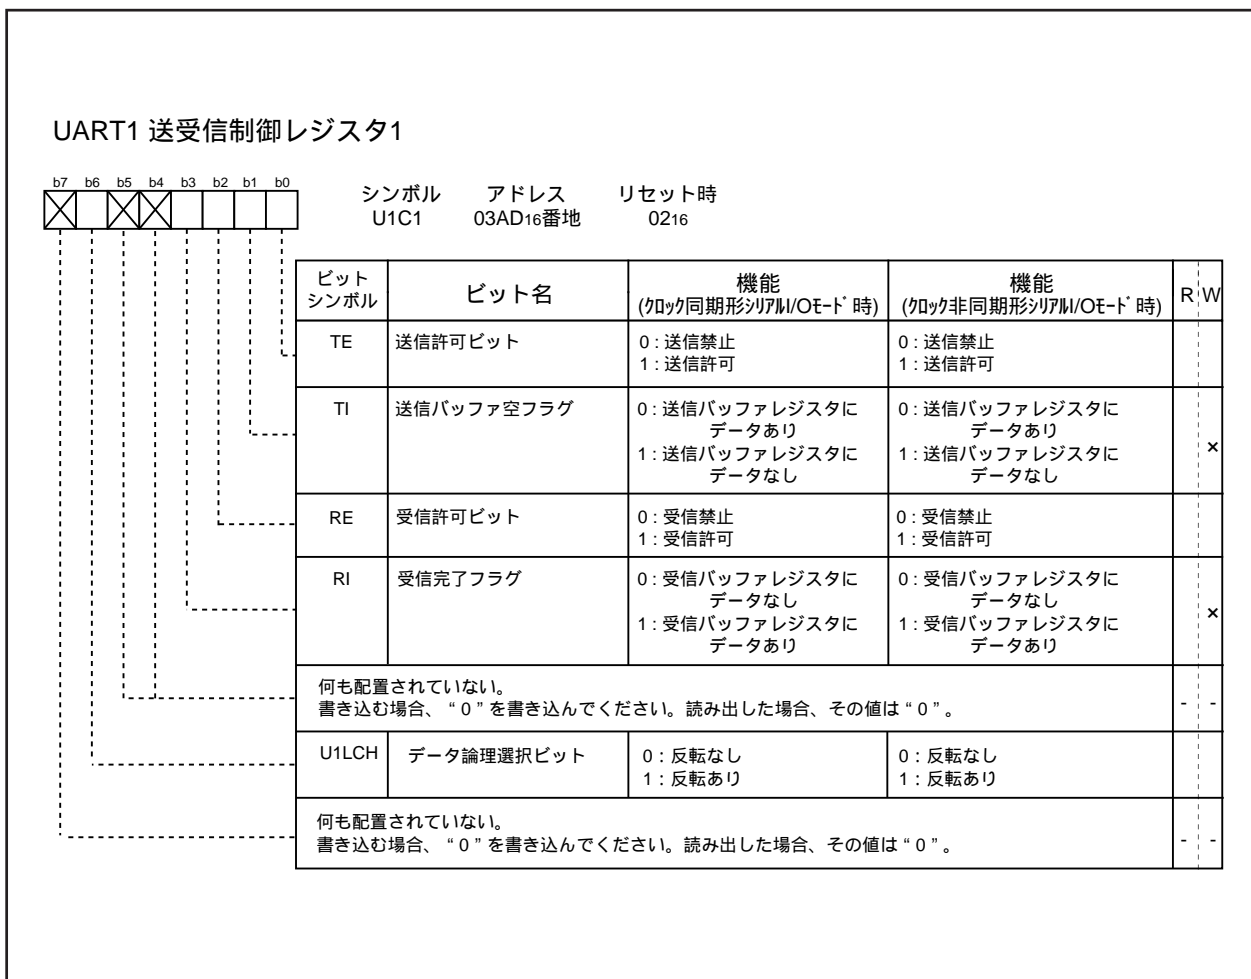 UART1 送受信制御レジスタ1
b7 b6 b5 b4 b3 b2 b1 b0
シンボル アドレス リセット時
U1C1 03AD16番地 0216
ビット
シンボル
ビット名
機能
(クロック同期形シリアルI/Oモード時)
機能
(クロック非同期形シリアルI/Oモード時)
R W
TE 送信許可ビット
0 : 送信禁止
1 : 送信許可
0 : 送信禁止
1 : 送信許可
TI 送信バッファ空フラグ
0 : 送信バッファレジスタに
データあり
1 : 送信バッファレジスタに
データなし
0 : 送信バッファレジスタに
データあり
1 : 送信バッファレジスタに
データなし
×
RE 受信許可ビット
0 : 受信禁止
1 : 受信許可
0 : 受信禁止
1 : 受信許可
RI 受信完了フラグ
0 : 受信バッファレジスタに
データなし
1 : 受信バッファレジスタに
データあり
0 : 受信バッファレジスタに
データなし
1 : 受信バッファレジスタに
データあり
×
何も配置されていない。
書き込む場合、“ 0 ” を書き込んでください。読み出した場合、その値は “ 0 ” 。
- -
U1LCH データ論理選択ビット
0 : 反転なし
1 : 反転あり
0 : 反転なし
1 : 反転あり
何も配置されていない。
書き込む場合、“ 0 ” を書き込んでください。読み出した場合、その値は “ 0 ” 。
- -